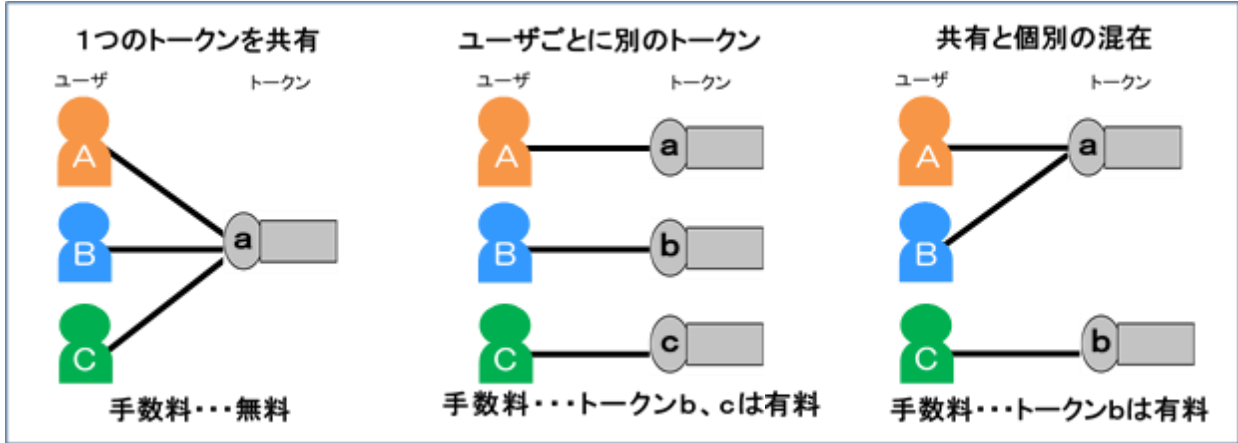 １つのトークンを共有
ユーザ トークン
A
B
C
a
手数料・・・無料
ユーザごとに別のトークン
ユーザ トークン
A a
B b
C c
手数料・・・トークンb、cは有料
共有と個別の混在
ユーザ トークン
A a
B
C b
手数料・・・トークンbは有料